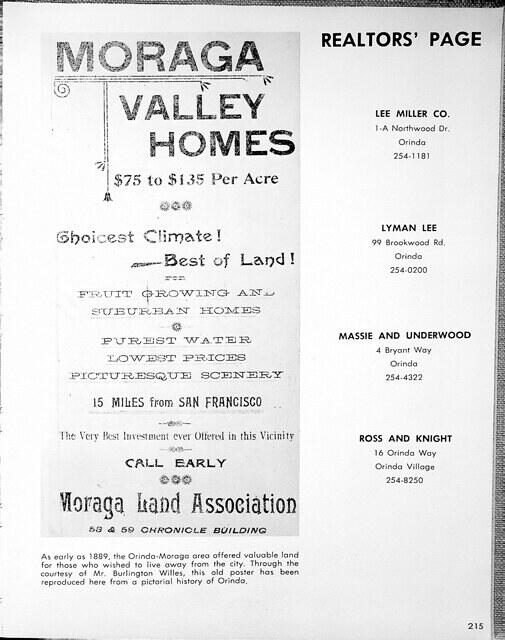 MORAGA
VALLEY
HOMES
$75 to $135 Per Acre
Choicest Climate!
Best of Land!
FOR
FRUIT GROWING AND
SUBURBAN HOMES
PUREST WATER
LOWEST PRICES
PICTURESQUE SCENERY
15 MILES from SAN FRANCISCO
The Very Best Investment ever Offered in this Vicinity
CALL EARLY
Moraga Land Association
58 & 59 CHRONICLE BUILDING
As early as 1889, the Orinda-Moraga area offered valuable land
for those who wished to live away from the city. Through the
courtesy of Mr. Burlington Willes, this old poster has been
reproduced here from a pictorial history of Orinda.
REALTORS' PAGE
LEE MILLER CO.
1-A Northwood Dr.
Orinda
254-1181
LYMAN LEE
99 Brookwood Rd.
Orinda
254-0200
MASSIE AND UNDERWOOD
4 Bryant Way
Orinda
254-4322
ROSS AND KNIGHT
16 Orinda Way
Orinda Village
254-8250
215